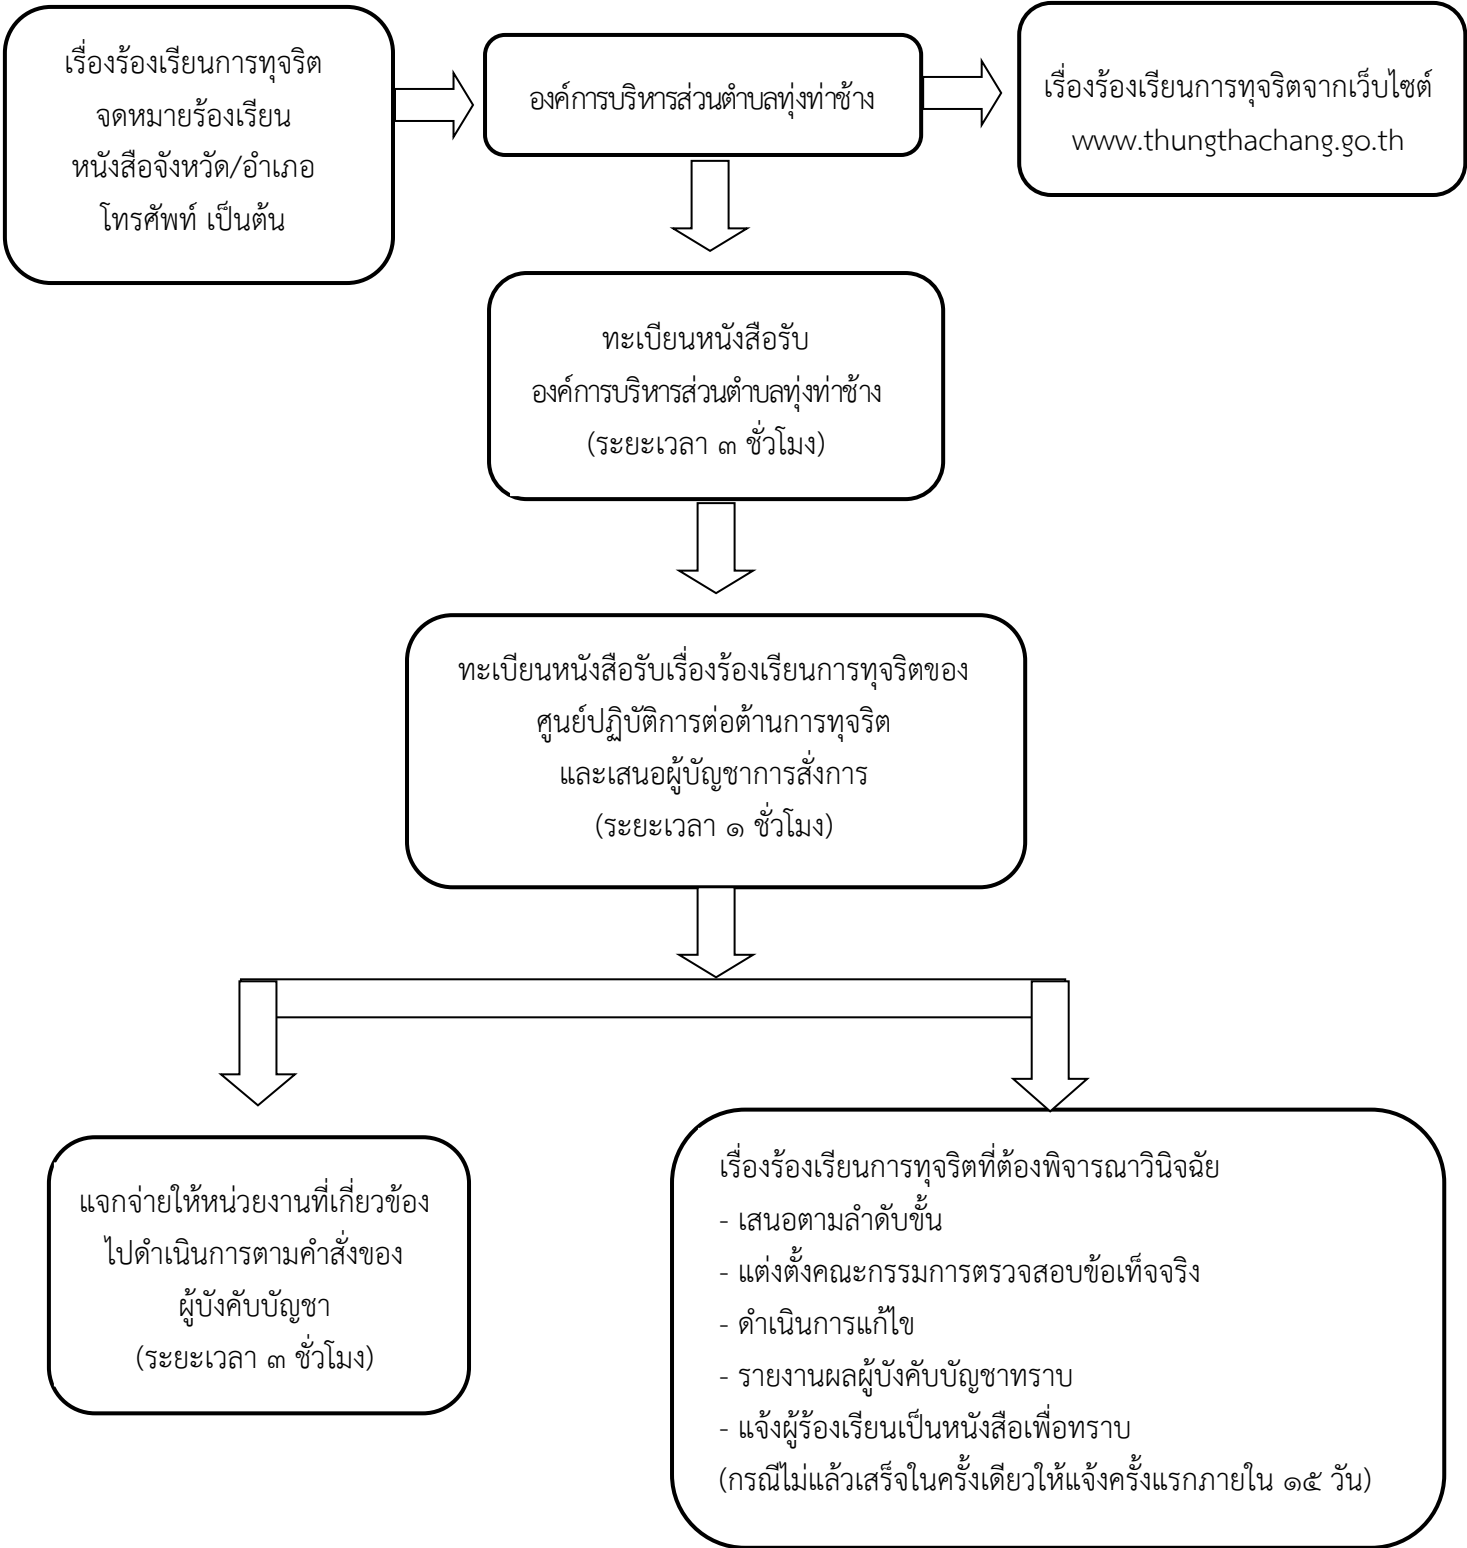 เรื่องร้องเรียนการทุจริต
จดหมายร้องเรียน
หนังสือจังหวัด/อำเภอ
โทรศัพท์ เป็นต้น
องค์การบริหารส่วนตำบลทุ่งท่าช้าง
เรื่องร้องเรียนการทุจริตจากเว็บไซต์
www.thungthachang.go.th
ทะเบียนหนังสือรับ
องค์การบริหารส่วนตำบลทุ่งท่าช้าง
(ระยะเวลา ๓ ชั่วโมง)
ทะเบียนหนังสือรับเรื่องร้องเรียนการทุจริตของ
ศูนย์ปฏิบัติการต่อต้านการทุจริต
และเสนอผู้บัญชาการสั่งการ
(ระยะเวลา ๑ ชั่วโมง)
แจกจ่ายให้หน่วยงานที่เกี่ยวข้อง
ไปดำเนินการตามคำสั่งของ
ผู้บังคับบัญชา
(ระยะเวลา ๓ ชั่วโมง)
เรื่องร้องเรียนการทุจริตที่ต้องพิจารณาวินิจฉัย
- เสนอตามลำดับขั้น
- แต่งตั้งคณะกรรมการตรวจสอบข้อเท็จจริง
- ดำเนินการแก้ไข
- รายงานผลผู้บังคับบัญชาทราบ
- แจ้งผู้ร้องเรียนเป็นหนังสือเพื่อทราบ
(กรณีไม่แล้วเสร็จในครั้งเดียวให้แจ้งครั้งแรกภายใน ๑๕ วัน)